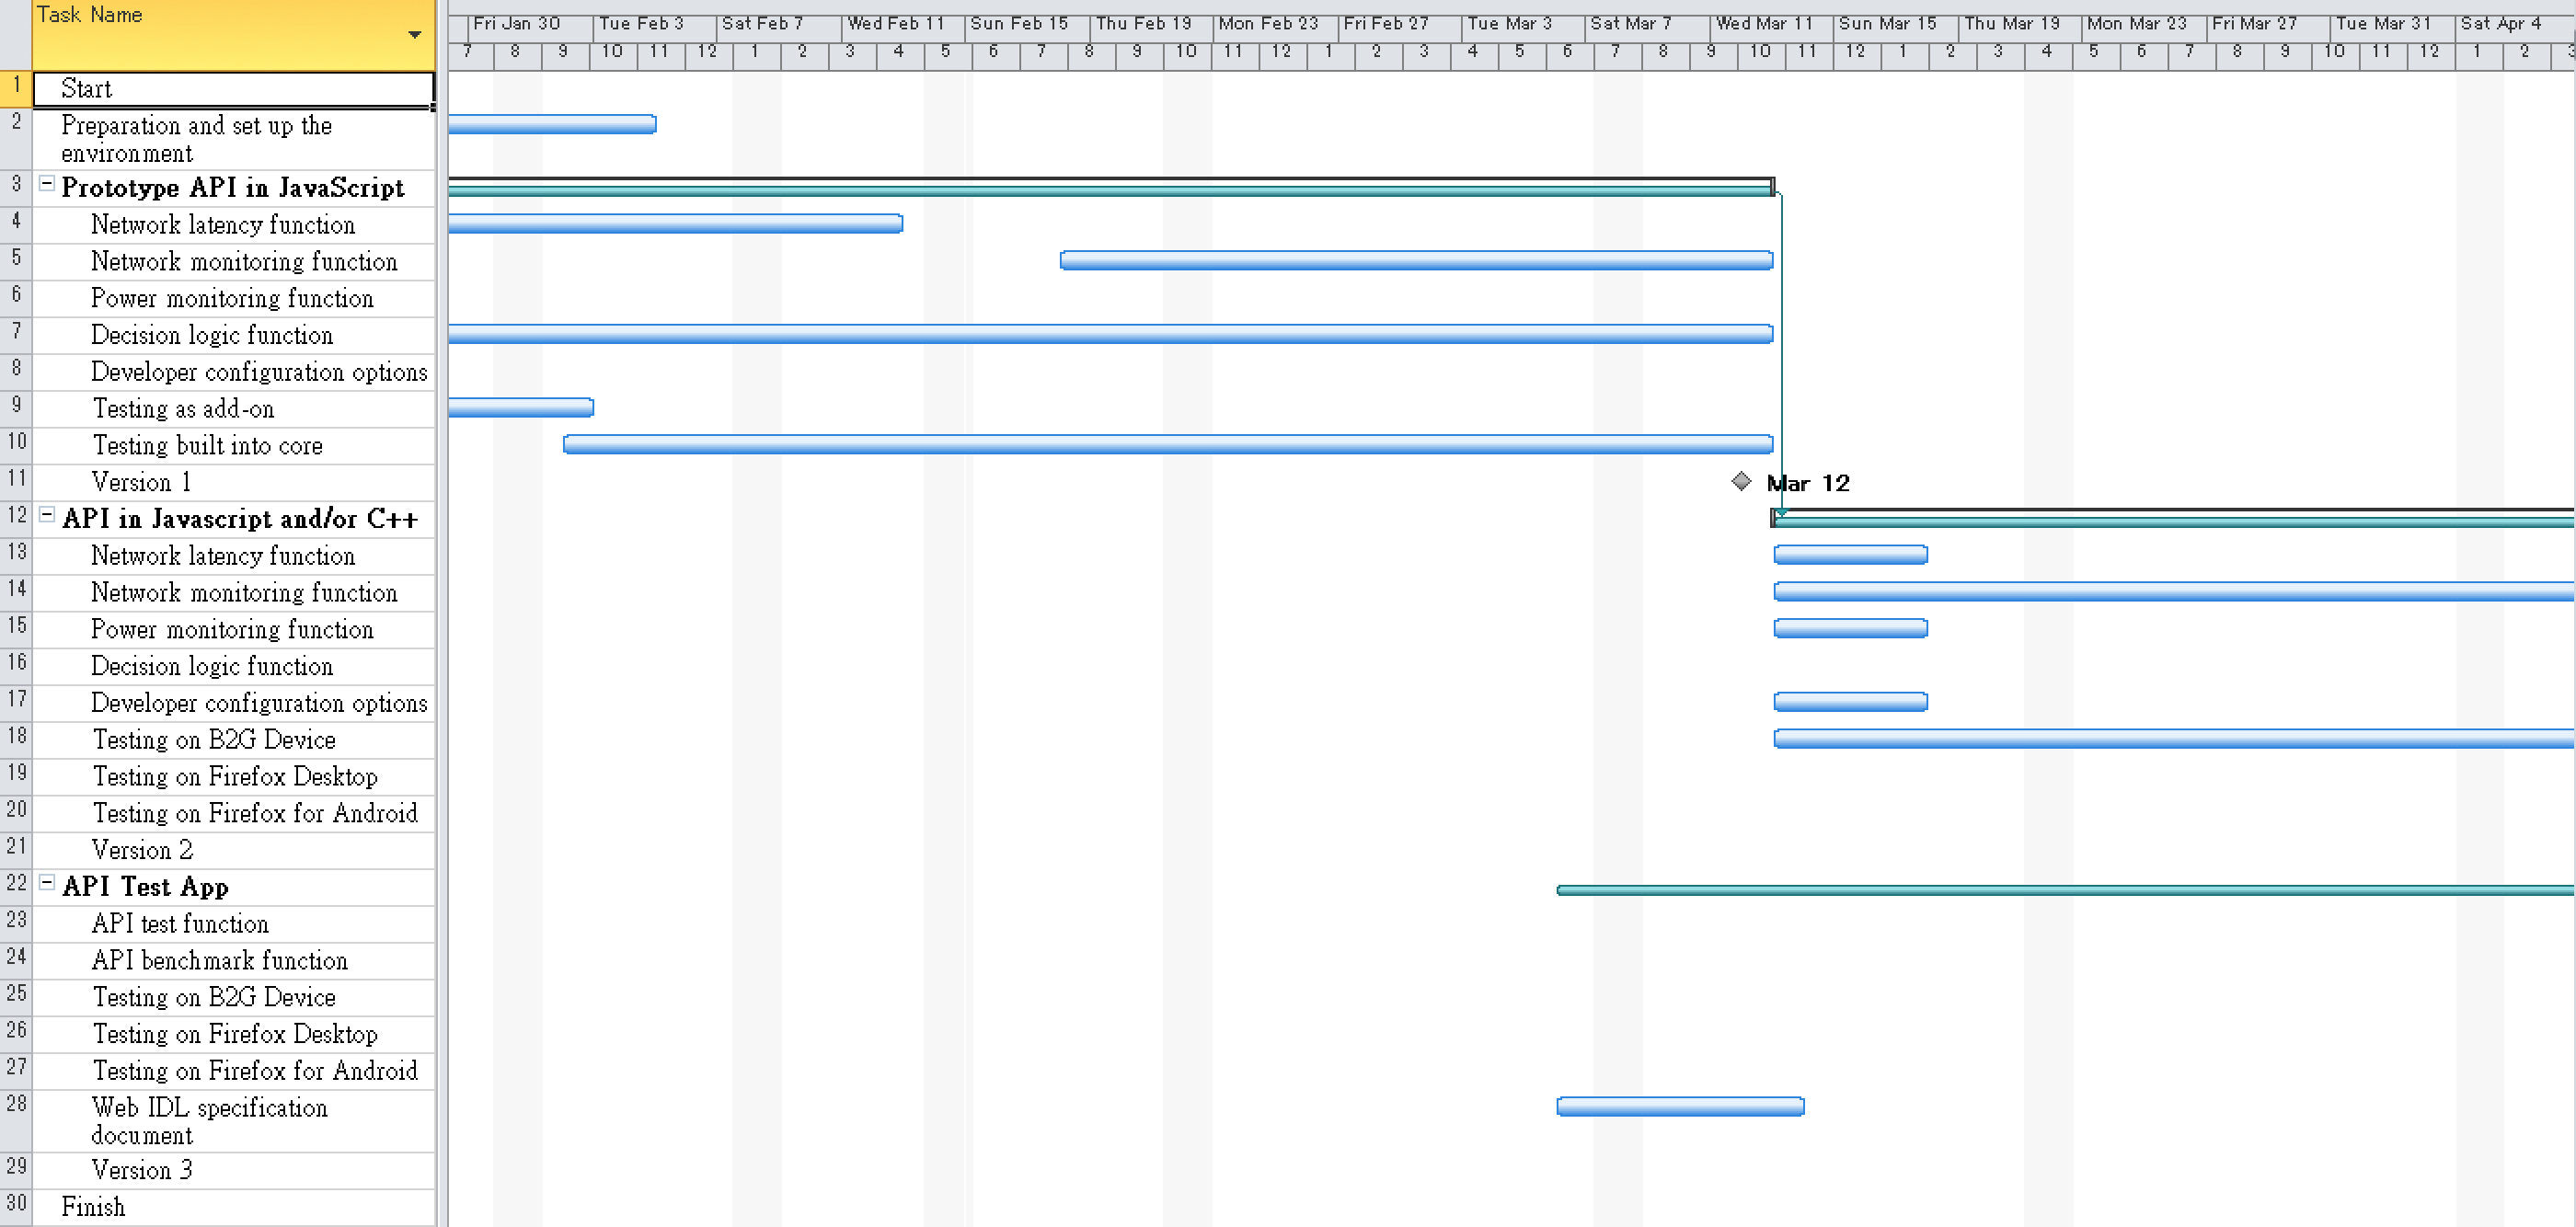 Task Name
Fri Jan 30 Tue Feb 3 Sat Feb 7 Wed Feb 11 Sun Feb 15 Thu Feb 19 Mon Feb 23 Fri Feb 27 Tue Mar 3 Sat Mar 7 Wed Mar 11 Sun Mar 15 Thu Mar 19 Mon Mar 23 Fri Mar 27 Tue Mar 31 Sat Apr 4
7 8 9 10 11 12 1 2 3 4 5 6 7 8 9 10 11 12 1 2 3 4 5 6 7 8 9 10 11 12 1 2 3 4 5 6 7 8 9 10 11 12 1 2 3
1 Start
2 Preparation and set up the
environment
3 Prototype API in JavaScript
4 Network latency function
5 Network monitoring function
6 Power monitoring function
7 Decision logic function
8 Developer configuration options
9 Testing as add-on
10 Testing built into core
11 Version 1 Mar 12
12 API in Javascript and/or C++
13 Network latency function
14 Network monitoring function
15 Power monitoring function
16 Decision logic function
17 Developer configuration options
18 Testing on B2G Device
19 Testing on Firefox Desktop
20 Testing on Firefox for Android
21 Version 2
22 API Test App
23 API test function
24 API benchmark function
25 Testing on B2G Device
26 Testing on Firefox Desktop
27 Testing on Firefox for Android
28 Web IDL specification
document
29 Version 3
30 Finish